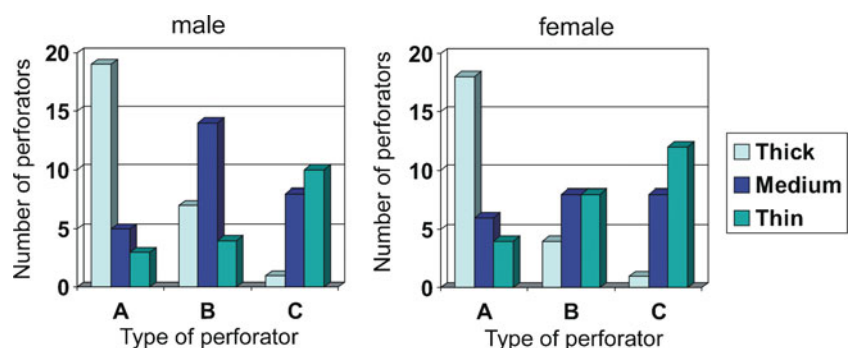 male
Number of perforators
20
15
10
5
0
A B C
Type of perforator
female
Number of perforators
20
15
10
5
0
A B C
Type of perforator
Thick
Medium
Thin